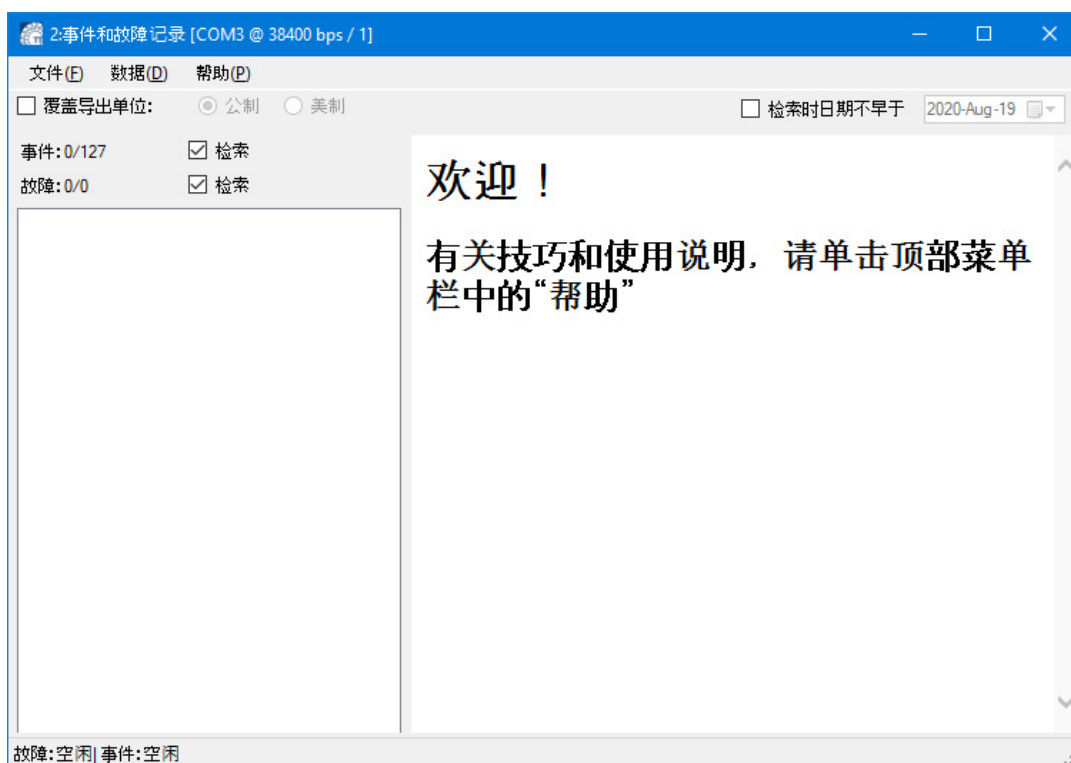 2:事件和故障记录 [COM3 @ 38400 bps / 1]
文件(F) 数据(D) 帮助(P)
覆盖导出单位: 公制 美制 检索时日期不早于 2020-Aug-19
事件: 0/127 检索
故障: 0/0 检索
欢迎！
有关技巧和使用说明，请单击顶部菜单
栏中的“帮助”
故障:空闲| 事件:空闲